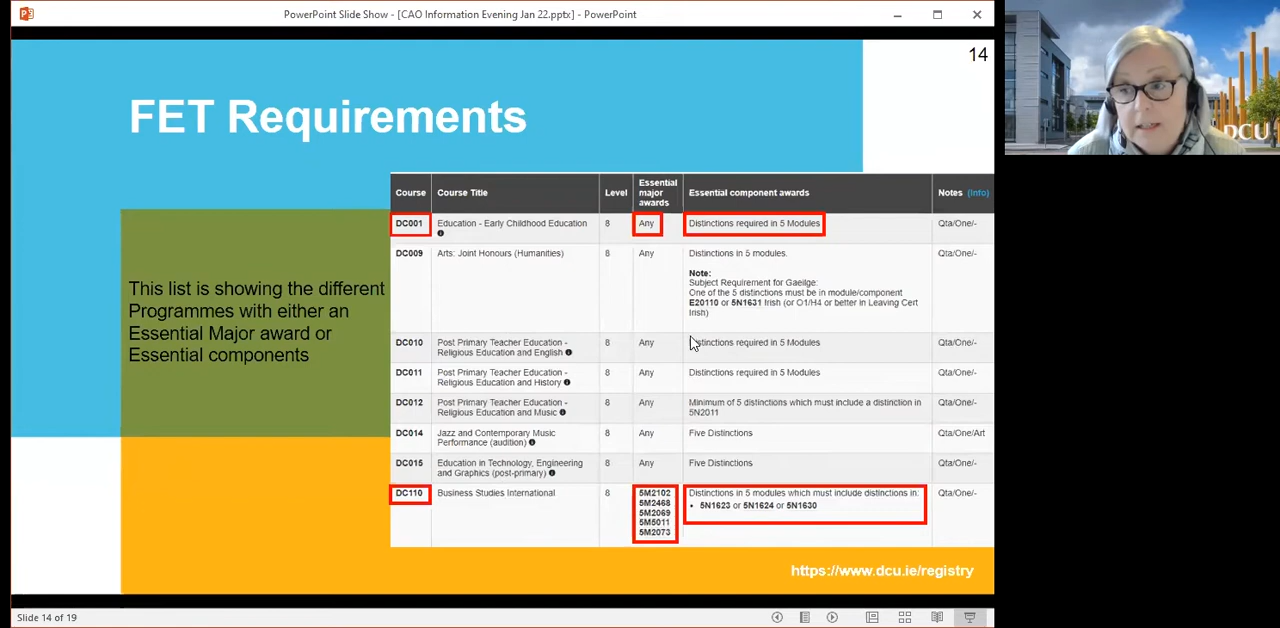 PowerPoint Slide Show - [CAO Information Evening Jan 22.pptx] - PowerPoint
14
FET Requirements
This list is showing the different
Programmes with either an
Essential Major award or
Essential components
Course Course Title Level Essential major awards Essential component awards Notes (Info)
DC001 Education - Early Childhood Education 8 Any Distinctions required in 5 Modules Qta/One/-
DC009 Arts: Joint Honours (Humanities) 8 Any Distinctions in 5 modules. Qta/One/-
Note:
Subject Requirement for Gaeilge:
One of the 5 distinctions must be in module/component
E20110 or 5N1631 Irish (or O1/H4 or better in Leaving Cert
Irish)
DC010 Post Primary Teacher Education - 8 Any Distinctions required in 5 Modules Qta/One/-
Religious Education and English
DC011 Post Primary Teacher Education - 8 Any Distinctions required in 5 Modules Qta/One/-
Religious Education and History
DC012 Post Primary Teacher Education - 8 Any Minimum of 5 distinctions which must include a distinction in Qta/One/-
Religious Education and Music 5N2011
DC014 Jazz and Contemporary Music 8 Any Five Distinctions Qta/One/Art
Performance (audition)
DC015 Education in Technology, Engineering 8 Any Five Distinctions Qta/One/-
and Graphics (post-primary)
DC110 Business Studies International 8 5M2102 Distinctions in 5 modules which must include distinctions in: Qta/One/-
5M2468 • 5N1623 or 5N1624 or 5N1630
5M2069
5M5011
5M2073
https://www.dcu.ie/registry
Slide 14 of 19
DCU